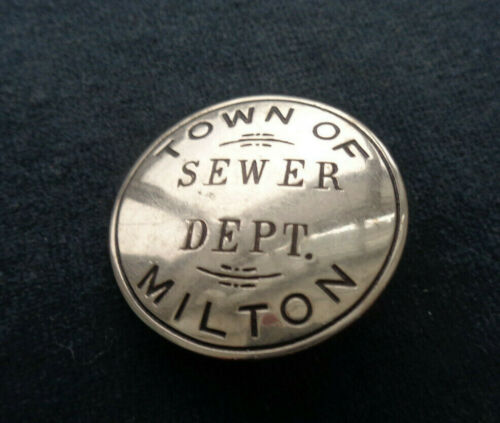 TOWN OF
SEWER
DEPT.
MILTON